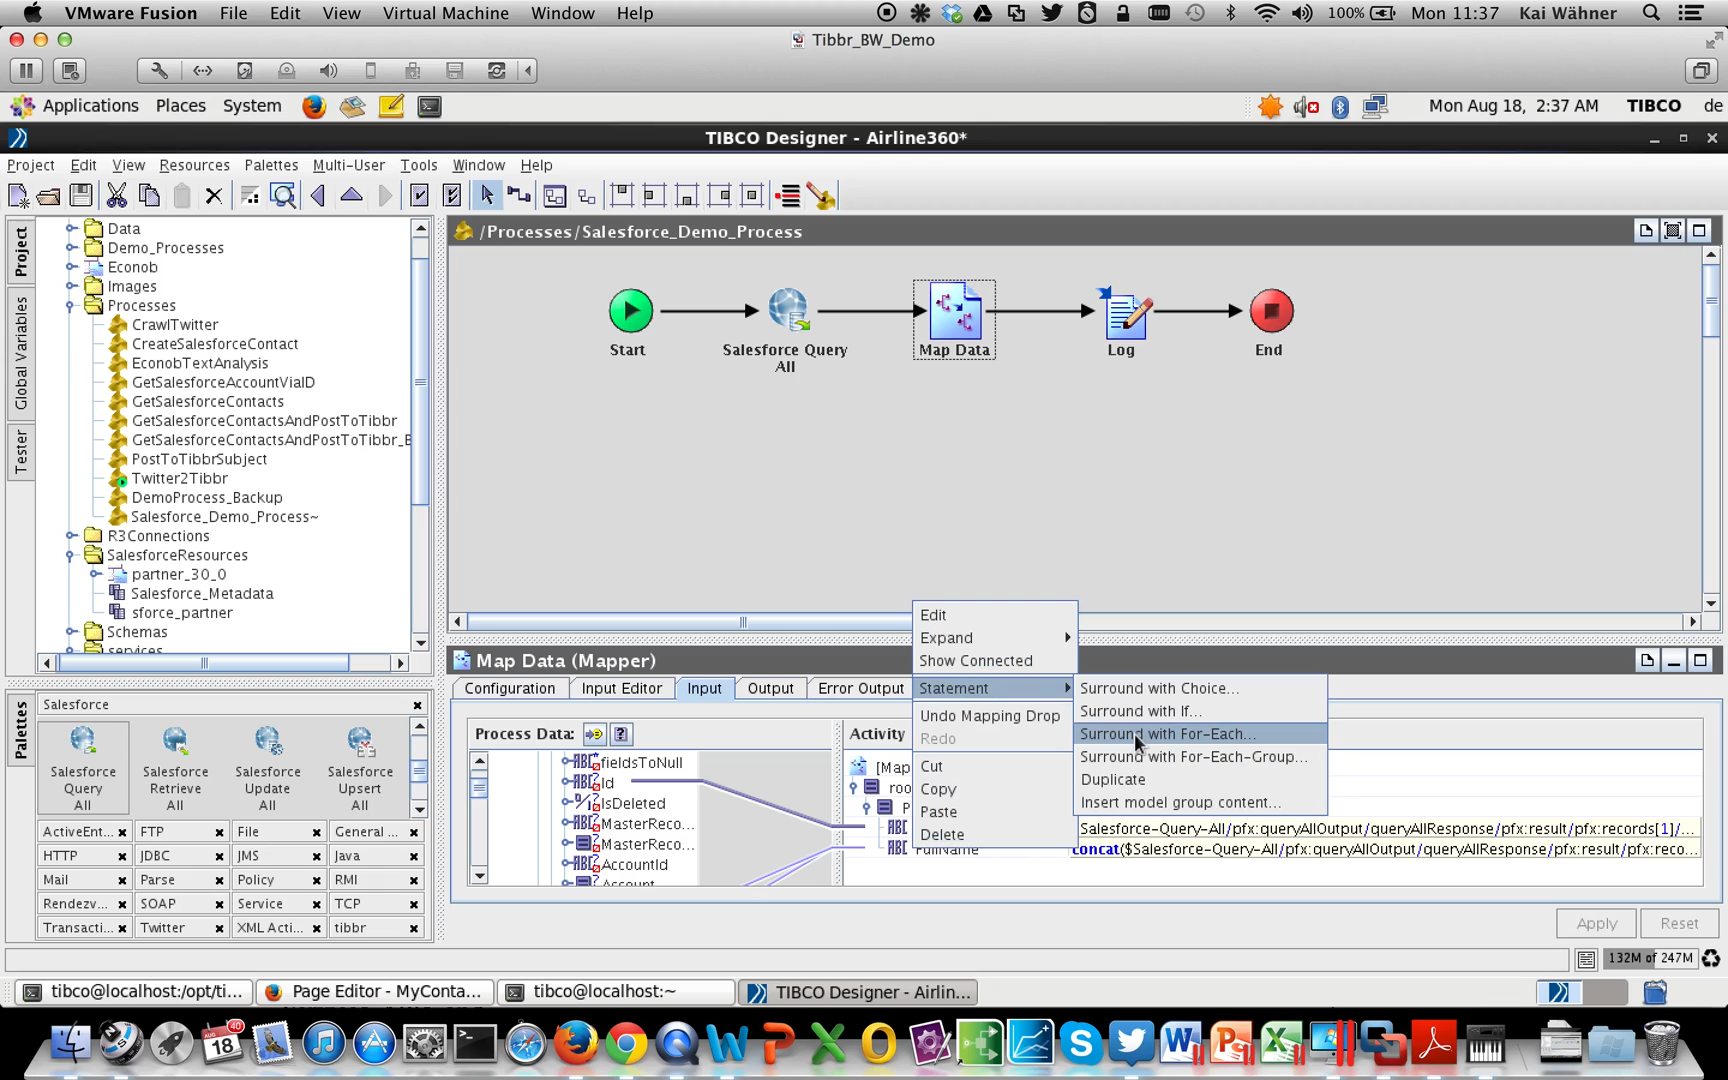 VMware Fusion File Edit View Virtual Machine Window Help 100% Mon 11:37 Kai Wähner
Tibbr_BW_Demo
Applications Places System Mon Aug 18, 2:37 AM TIBCO de
TIBCO Designer - Airline360*
Project Edit View Resources Palettes Multi-User Tools Window Help
Project
Global Variables
Tester
Data
Demo_Processes
Econob
Images
Processes
CrawlTwitter
CreateSalesforceContact
EconobTextAnalysis
GetSalesforceAccountViaID
GetSalesforceContacts
GetSalesforceContactsAndPostToTibbr
GetSalesforceContactsAndPostToTibbr_B
PostToTibbrSubject
Twitter2Tibbr
DemoProcess_Backup
Salesforce_Demo_Process~
R3Connections
SalesforceResources
partner_30_0
Salesforce_Metadata
sforce_partner
Schemas
services
/Processes/Salesforce_Demo_Process
Start
Salesforce Query
All
Map Data
Log
End
Palettes
Salesforce
Salesforce
Query
All
Salesforce
Retrieve
All
Salesforce
Update
All
Salesforce
Upsert
All
ActiveEnt... FTP File General ...
HTTP JDBC JMS Java
Mail Parse Policy RMI
Rendezv... SOAP Service TCP
Transacti... Twitter XML Acti... tibbr
Map Data (Mapper)
Configuration Input Editor Input Output Error Output
Process Data:
fieldsToNull
Id
IsDeleted
MasterReco...
MasterReco...
AccountId
Account
Activity
[Map
roo
P
Salesforce-Query-All/pfx:queryAllOutput/queryAllResponse/pfx:result/pfx:records[1]/...
FullName concat($Salesforce-Query-All/pfx:queryAllOutput/queryAllResponse/pfx:result/pfx:reco...
Edit
Expand
Show Connected
Statement
Undo Mapping Drop
Redo
Cut
Copy
Paste
Delete
Surround with Choice...
Surround with If...
Surround with For-Each...
Surround with For-Each-Group...
Duplicate
Insert model group content...
Apply Reset
132M of 247M
tibco@localhost:/opt/ti... Page Editor - MyConta... tibco@localhost:~ TIBCO Designer - Airlin...
40
18